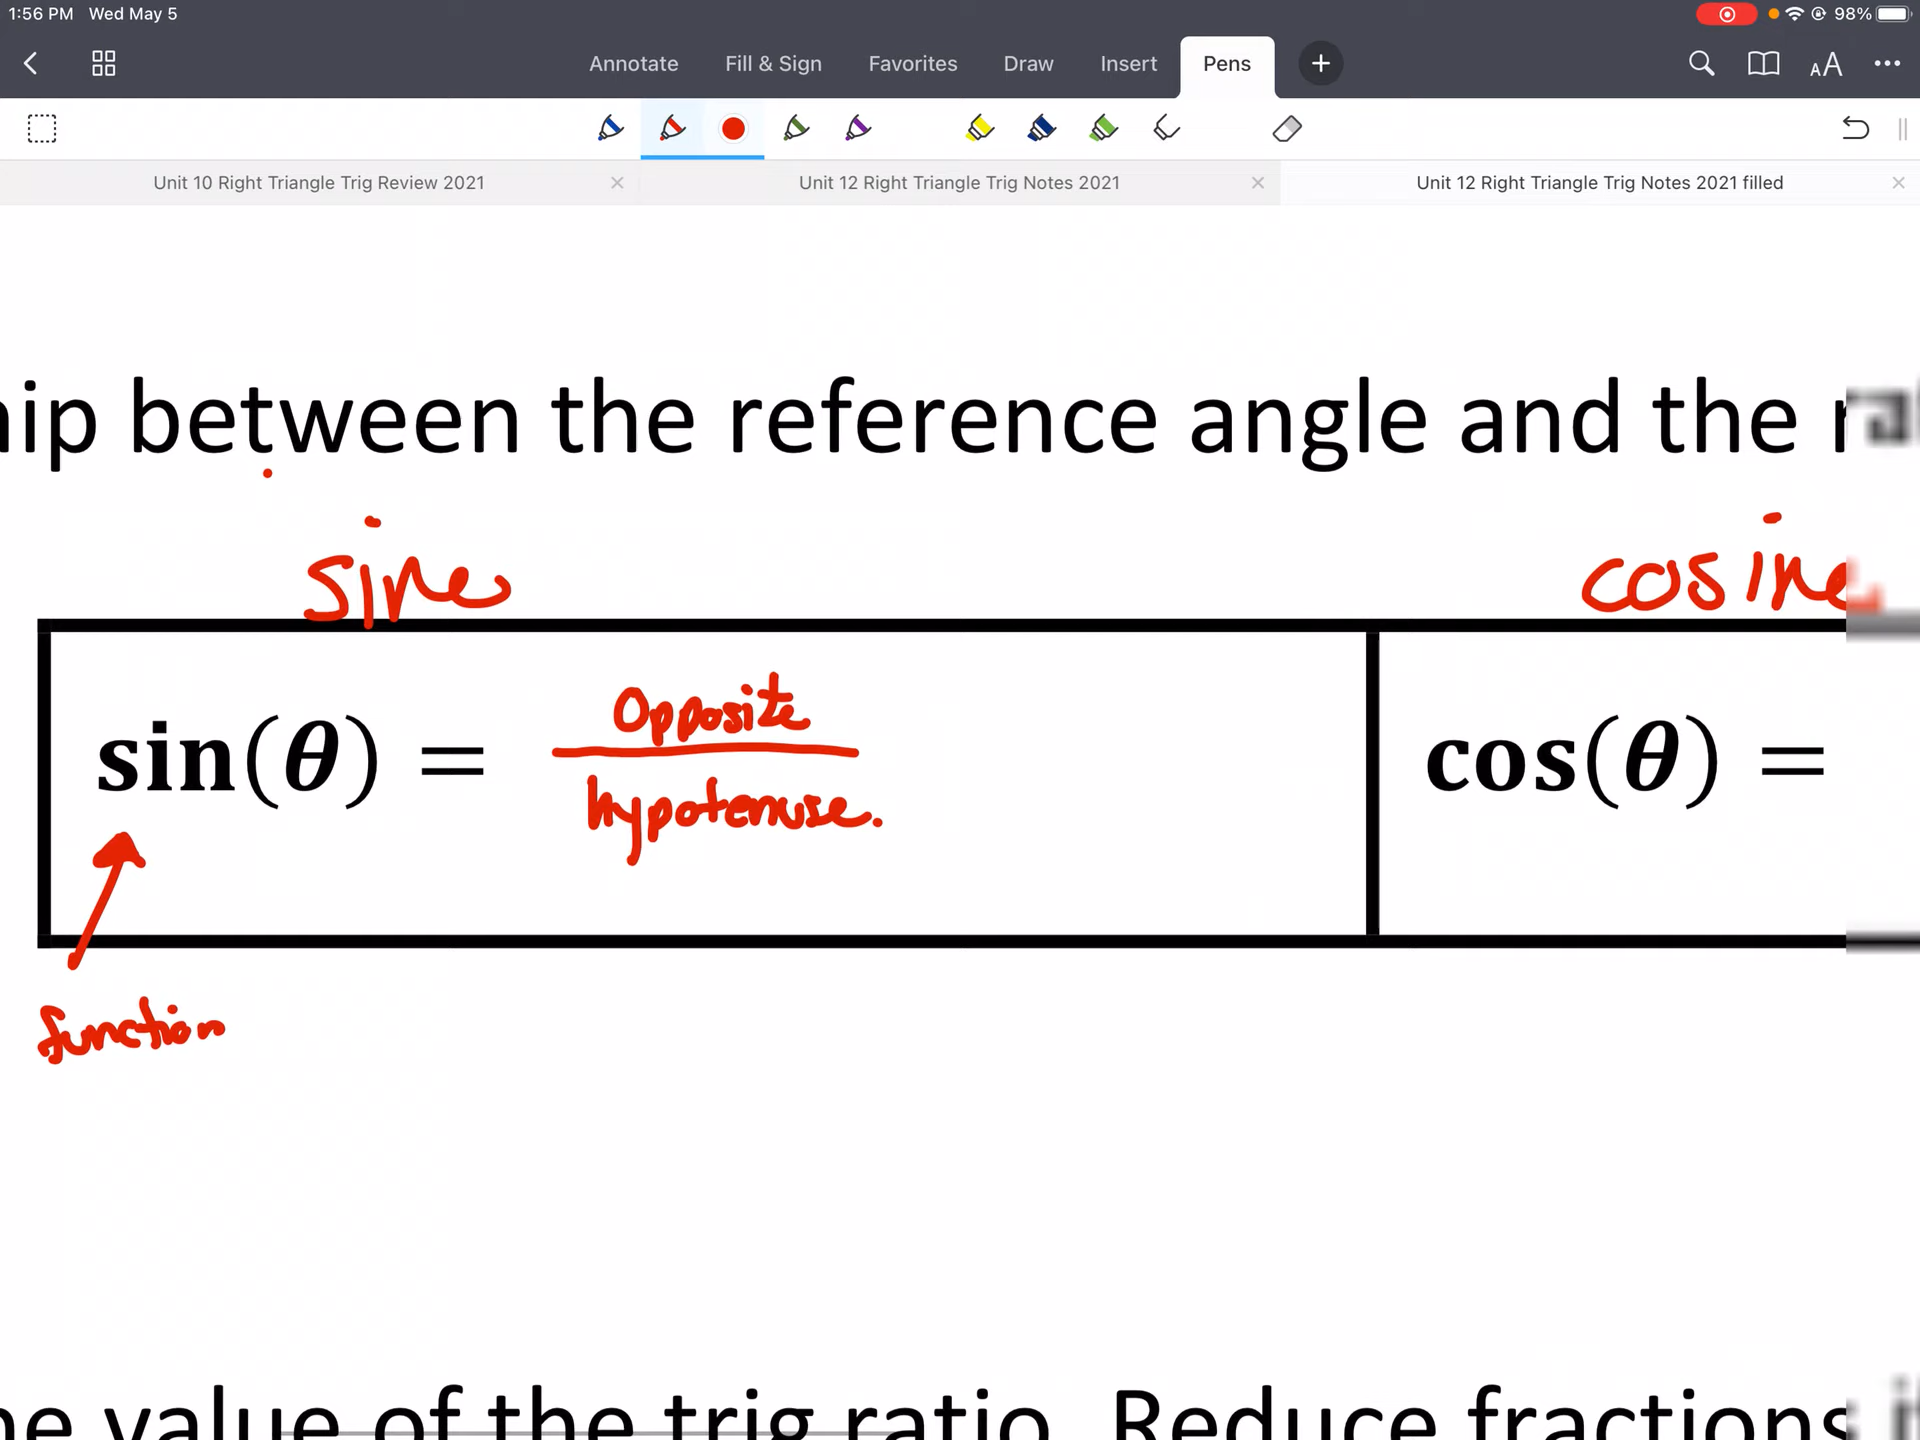 1:56 PM Wed May 5 98%
Annotate Fill & Sign Favorites Draw Insert Pens
Unit 10 Right Triangle Trig Review 2021 Unit 12 Right Triangle Trig Notes 2021 Unit 12 Right Triangle Trig Notes 2021 filled
between the reference angle and the
sine cosine
sin(θ) = opposite cos(θ) =
hypotenuse.
function
value of the trig ratio. Reduce fractions